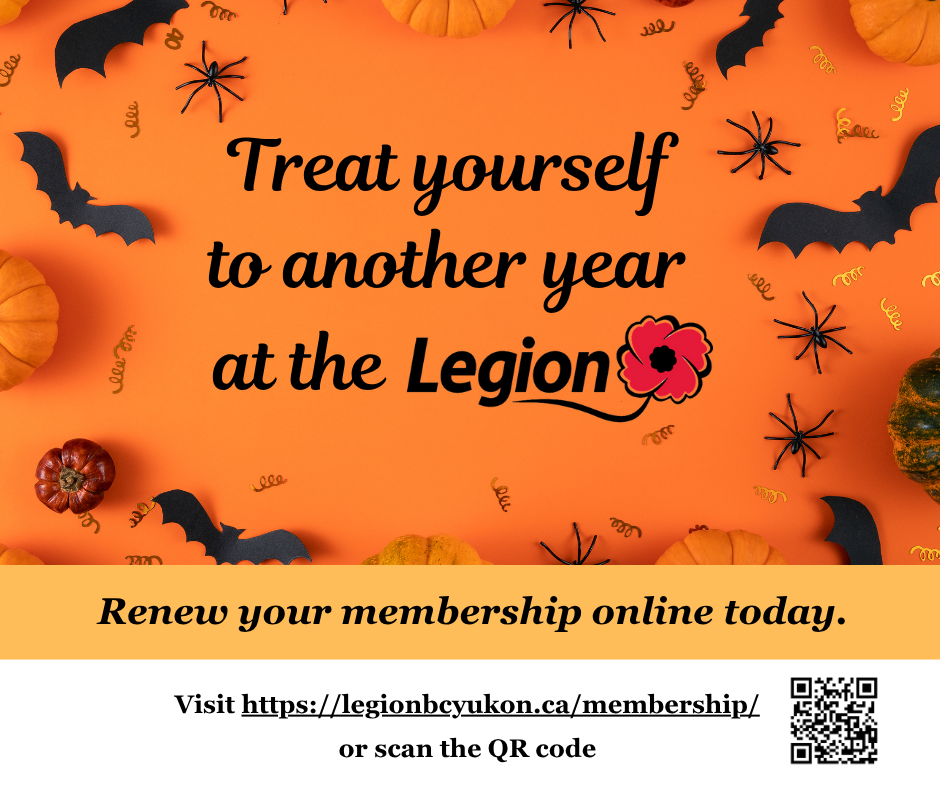 Treat yourself
to another year
at the Legion
Renew your membership online today.
Visit https://legionbcyukon.ca/membership/
or scan the QR code